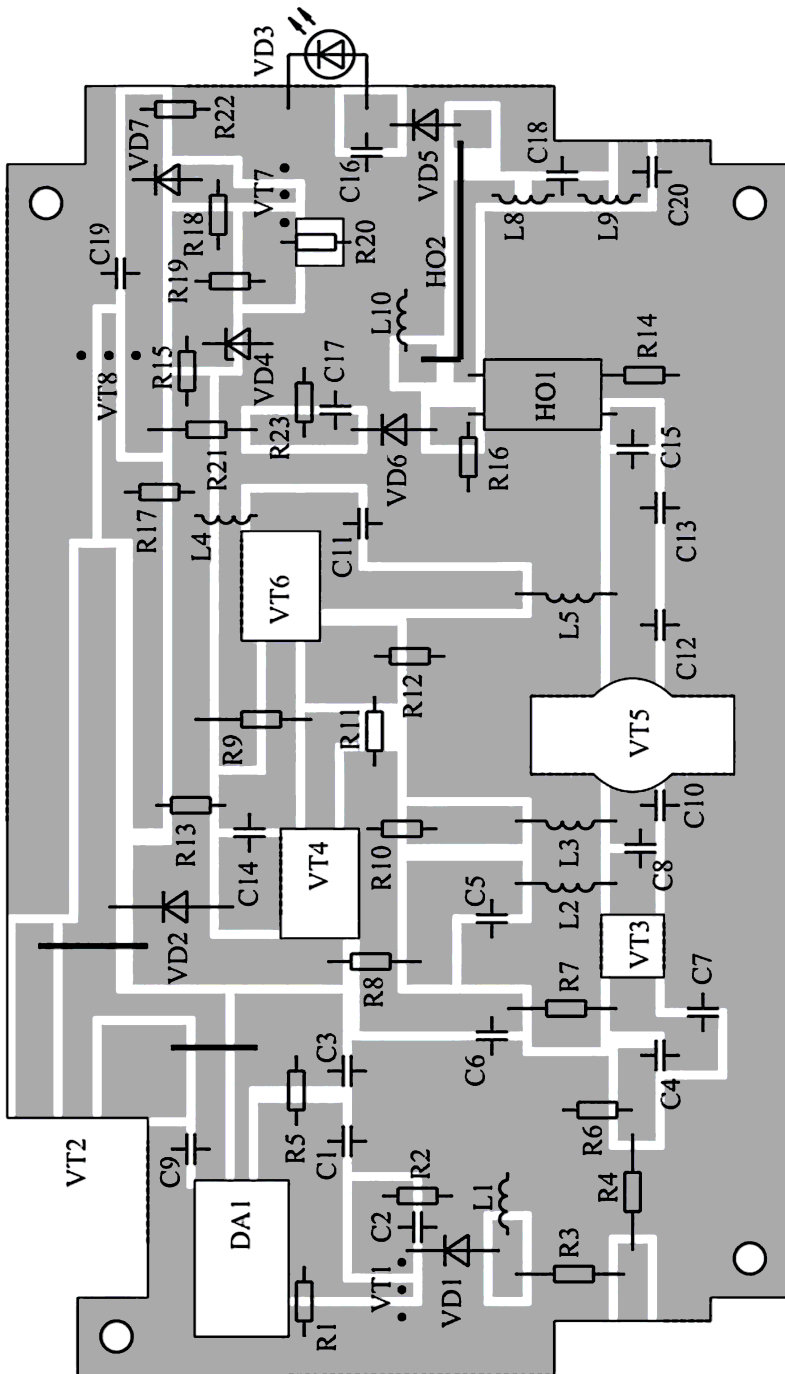 VT2
VT8
C19
VD7
R17
R15
C9
VD2
R13
R19
R18
R22
DA1
C14
R21
L4
R9
VD4
VT7
VD3
R5
VT6
R23
R1
C1
C3
VT4
R11
C11
C17
R20
C16
VT1
C2
R2
R8
R10
R12
VD6
L10
VD1
HO2
VD5
L1
C6
C5
R16
L8
C18
R3
R7
L2
L3
L5
HO1
R6
L9
R4
VT3
VT5
R14
C4
C8
C15
C7
C10
C12
C13
C20